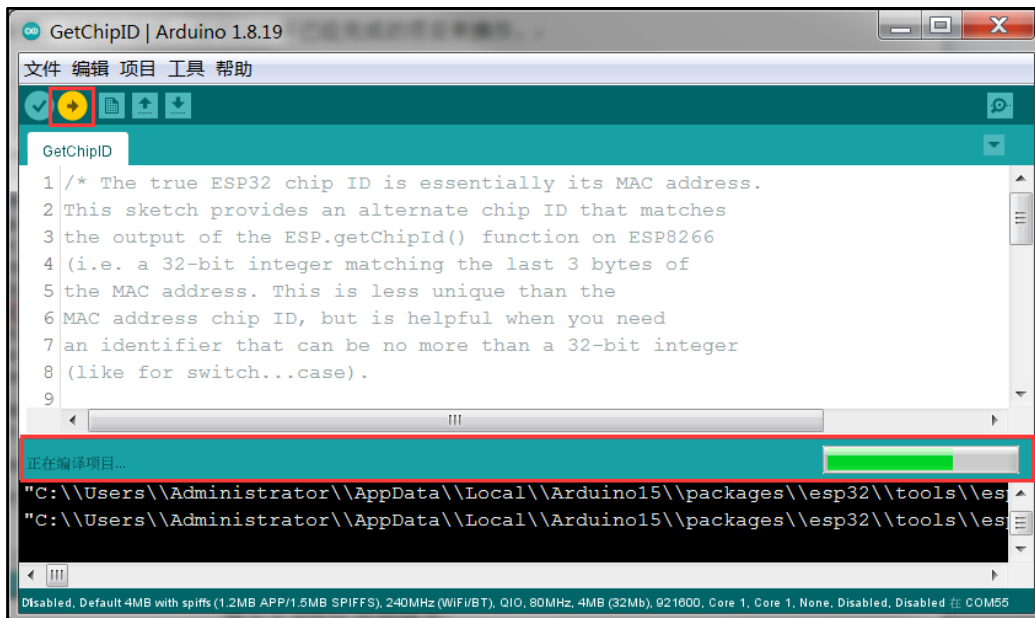 GetChipID | Arduino 1.8.19
文件 编辑 项目 工具 帮助
GetChipID
1 /* The true ESP32 chip ID is essentially its MAC address.
2 This sketch provides an alternate chip ID that matches
3 the output of the ESP.getChipId() function on ESP8266
4 (i.e. a 32-bit integer matching the last 3 bytes of
5 the MAC address. This is less unique than the
6 MAC address chip ID, but is helpful when you need
7 an identifier that can be no more than a 32-bit integer
8 (like for switch...case).
9
正在编译项目...
"C:\\Users\\Administrator\\AppData\\Local\\Arduino15\\packages\\esp32\\tools\\esp
"C:\\Users\\Administrator\\AppData\\Local\\Arduino15\\packages\\esp32\\tools\\esp
Disabled, Default 4MB with spiffs (1.2MB APP/1.5MB SPIFFS), 240MHz (WiFi/BT), QIO, 80MHz, 4MB (32Mb), 921600, Core 1, Core 1, None, Disabled, Disabled 在 COM55